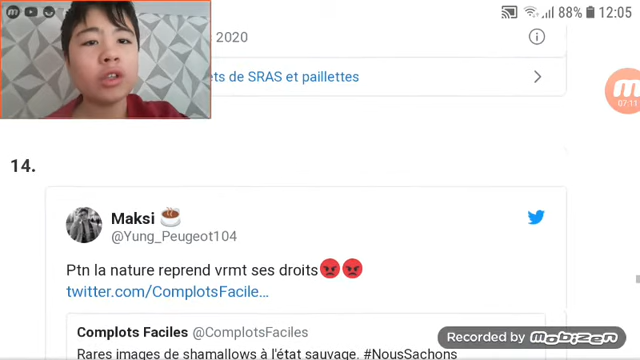 88% 12:05
2020
ets de SRAS et paillettes
07:11
14.
Maksi
@Yung_Peugeot104
Ptn la nature reprend vrmt ses droits
twitter.com/ComplotsFacile…
Complots Faciles @ComplotsFaciles
Rares images de shamallows à l'état sauvage. #NousSachons
Recorded by MOBIZEN